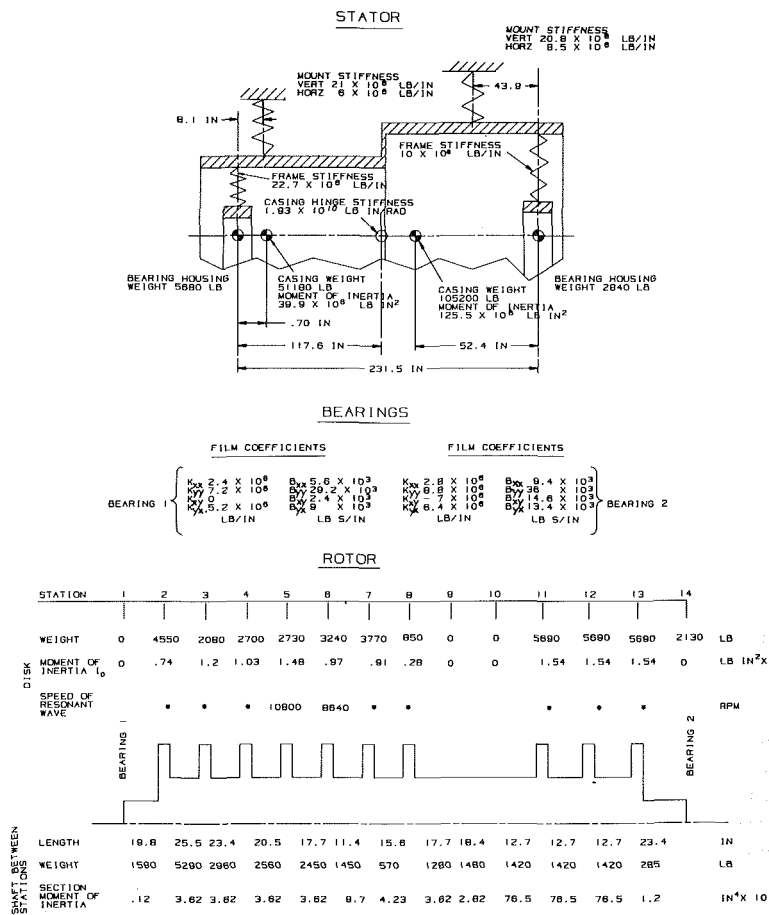 STATOR
MOUNT STIFFNESS
VERT 20.8 X 10⁶ LB/IN
HORZ 8.5 X 10⁶ LB/IN
MOUNT STIFFNESS
VERT 21 X 10⁶ LB/IN
HORZ 6 X 10⁶ LB/IN
43.9
8.1 IN
FRAME STIFFNESS
10 X 10⁶ LB/IN
FRAME STIFFNESS
22.7 X 10⁶ LB/IN
CASING HINGE STIFFNESS
1.93 X 10¹⁰ LB IN/RAD
BEARING HOUSING
WEIGHT 5680 LB
CASING WEIGHT
51180 LB
MOMENT OF INERTIA
39.9 X 10⁶ LB IN²
CASING WEIGHT
105200 LB
MOMENT OF INERTIA
125.5 X 10⁶ LB IN²
BEARING HOUSING
WEIGHT 2840 LB
.70 IN
117.6 IN
52.4 IN
231.5 IN
BEARINGS
FILM COEFFICIENTS
FILM COEFFICIENTS
BEARING 1
Kxx 2.4 X 10⁶
Kyy 7.2 X 10⁶
Kxy 0
Kyx 5.2 X 10⁶
LB/IN
Bxx 5.6 X 10³
Byy 29.2 X 10³
Bxy 2.4 X 10³
Byx 9 X 10³
LB S/IN
Kxx 2.8 X 10⁶
Kyy 8.8 X 10⁶
Kxy - 7 X 10⁶
Kyx 6.4 X 10⁶
LB/IN
Bxx 9.4 X 10³
Byy 36 X 10³
Bxy 14.6 X 10³
Byx 13.4 X 10³
LB S/IN
BEARING 2
ROTOR
STATION 1 2 3 4 5 6 7 8 9 10 11 12 13 14
DISK
WEIGHT 0 4550 2080 2700 2730 3240 3770 850 0 0 5690 5690 5690 2130 LB
MOMENT OF INERTIA I₀ 0 .74 1.2 1.03 1.48 .97 .91 .28 0 0 1.54 1.54 1.54 0 LB IN²X
SPEED OF RESONANT WAVE * * * 10800 8640 * * * * * RPM
BEARING 1
BEARING 2
SHAFT BETWEEN STATIONS
LENGTH 19.8 25.5 23.4 20.5 17.7 11.4 15.6 17.7 18.4 12.7 12.7 12.7 23.4 IN
WEIGHT 1590 5290 2960 2560 2450 1450 570 1280 1480 1420 1420 1420 285 LB
SECTION MOMENT OF INERTIA .12 3.62 3.62 3.62 3.62 8.7 4.23 3.62 2.82 76.5 76.5 76.5 1.2 IN⁴X 10